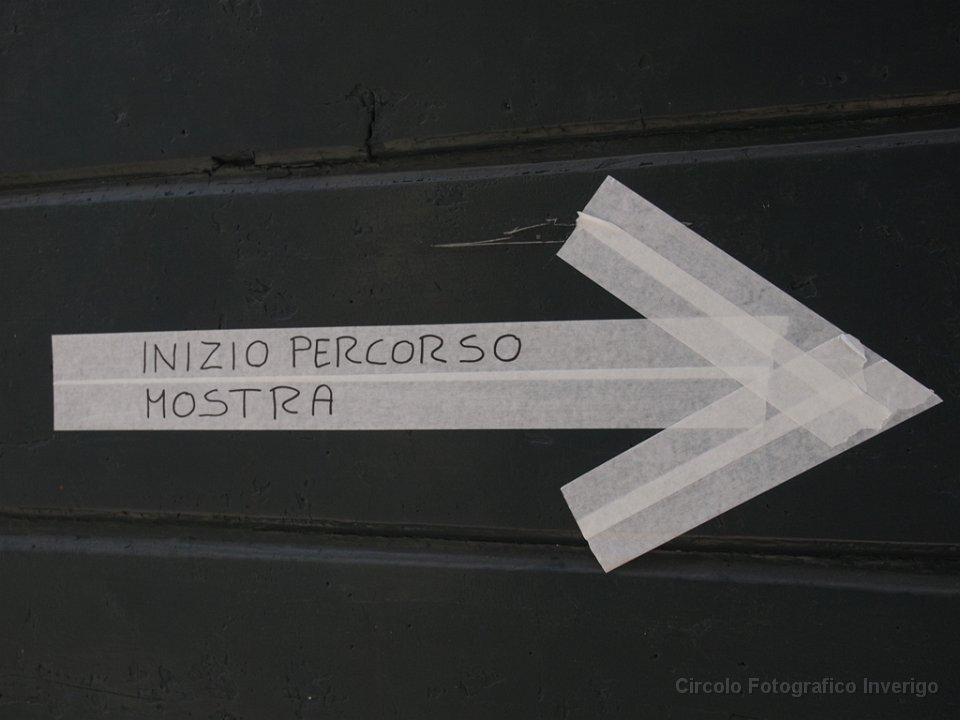 INIZIO PERCORSO
MOSTRA
Circolo Fotografico Inverigo